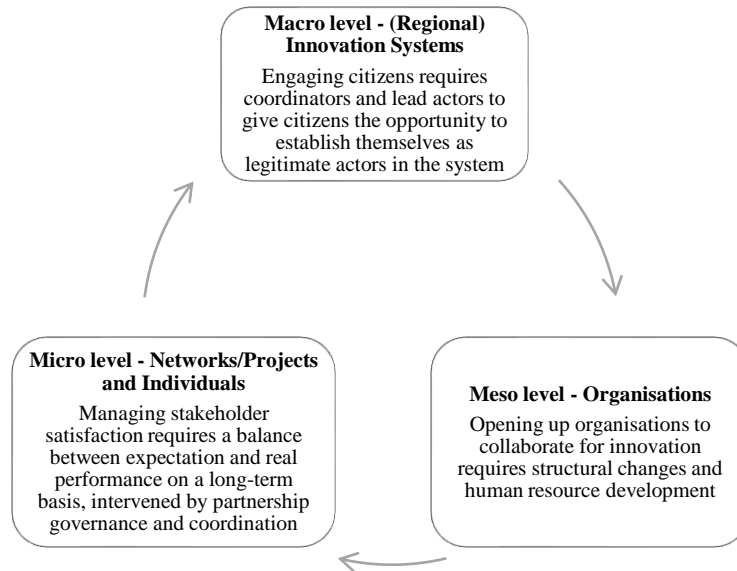 Macro level - (Regional)
Innovation Systems
Engaging citizens requires
coordinators and lead actors to
give citizens the opportunity to
establish themselves as
legitimate actors in the system
Micro level - Networks/Projects
and Individuals
Managing stakeholder
satisfaction requires a balance
between expectation and real
performance on a long-term
basis, intervened by partnership
governance and coordination
Meso level - Organisations
Opening up organisations to
collaborate for innovation
requires structural changes and
human resource development